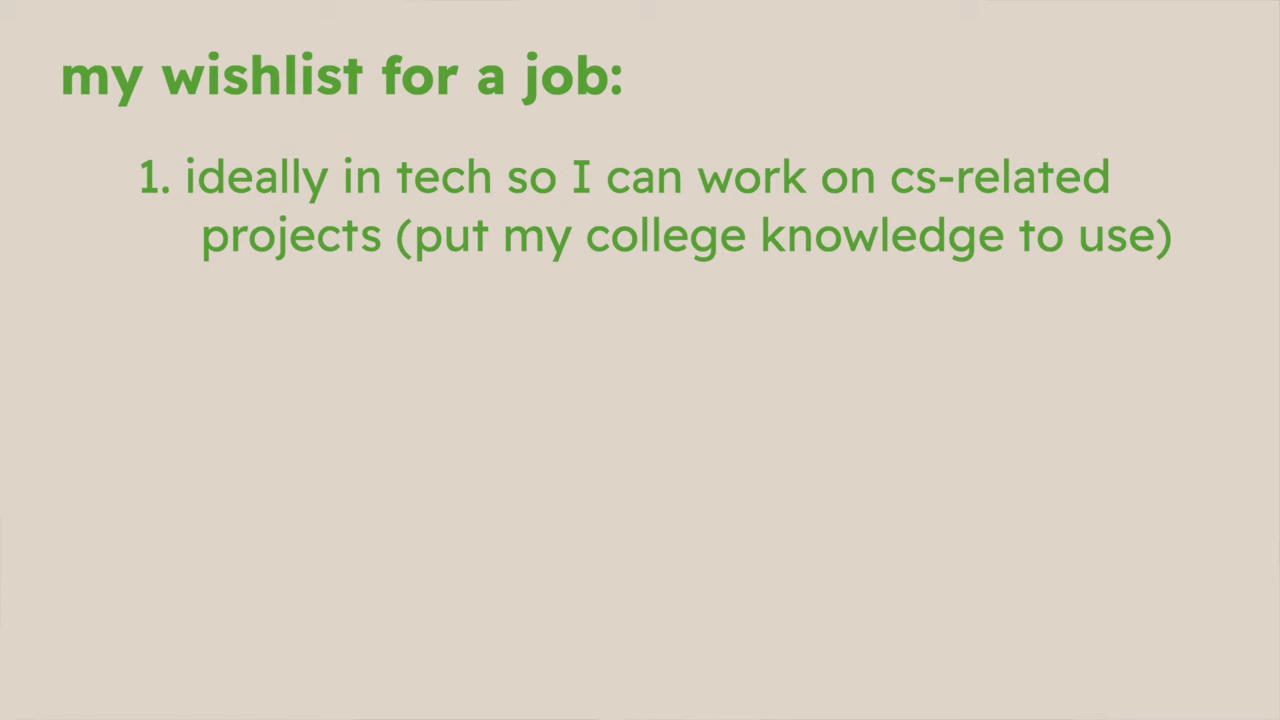 my wishlist for a job:
1. ideally in tech so I can work on cs-related
projects (put my college knowledge to use)